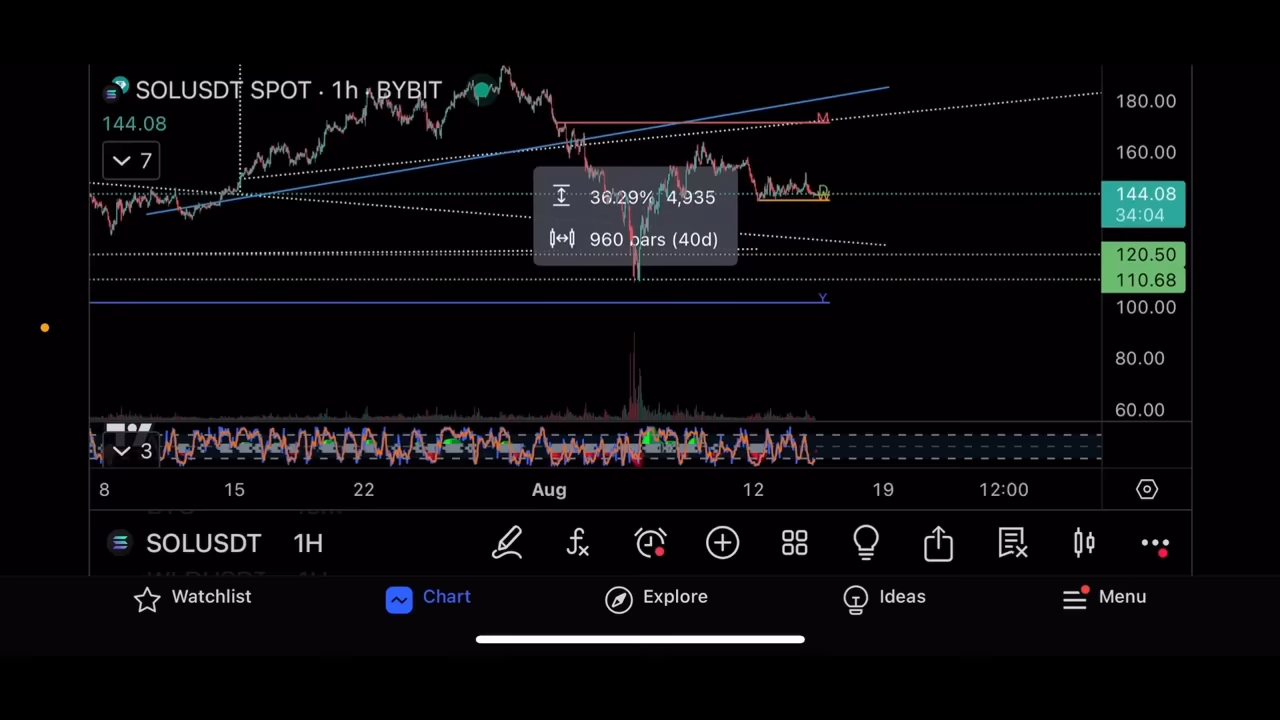 SOLUSDT SPOT · 1h · BYBIT
144.08
7
180.00
160.00
144.08
34:04
120.50
110.68
100.00
80.00
60.00
M
D
W
Y
36.29% 4,935
960 bars (40d)
3
8 15 22 Aug 12 19 12:00
SOLUSDT 1H
Watchlist Chart Explore Ideas Menu